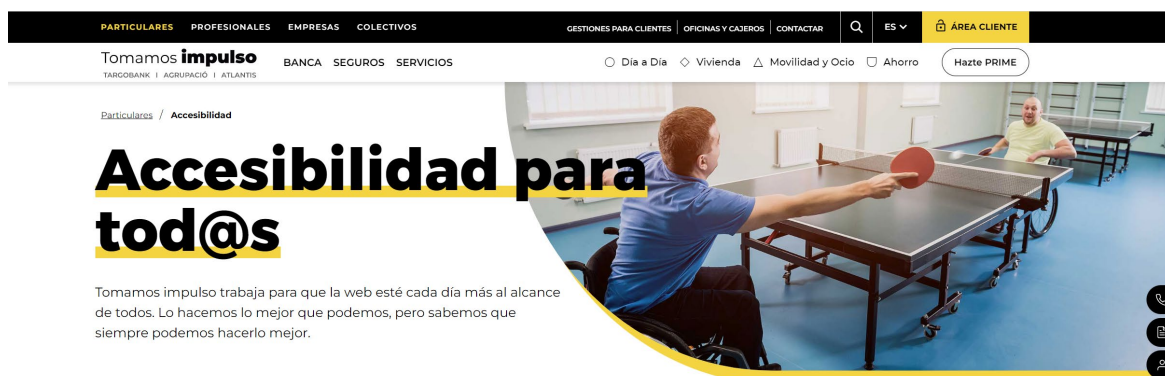 PARTICULARES PROFESIONALES EMPRESAS COLECTIVOS GESTIONES PARA CLIENTES OFICINAS Y CAJEROS CONTACTAR ES ÁREA CLIENTE
Tomamos impulso BANCA SEGUROS SERVICIOS Día a Día Vivienda Movilidad y Ocio Ahorro Hazte PRIME
TARGOBANK | AGRUPACIÓ | ATLANTIS
Particulares / Accesibilidad
Accesibilidad para
tod@s
Tomamos impulso trabaja para que la web esté cada día más al alcance
de todos. Lo hacemos lo mejor que podemos, pero sabemos que
siempre podemos hacerlo mejor.